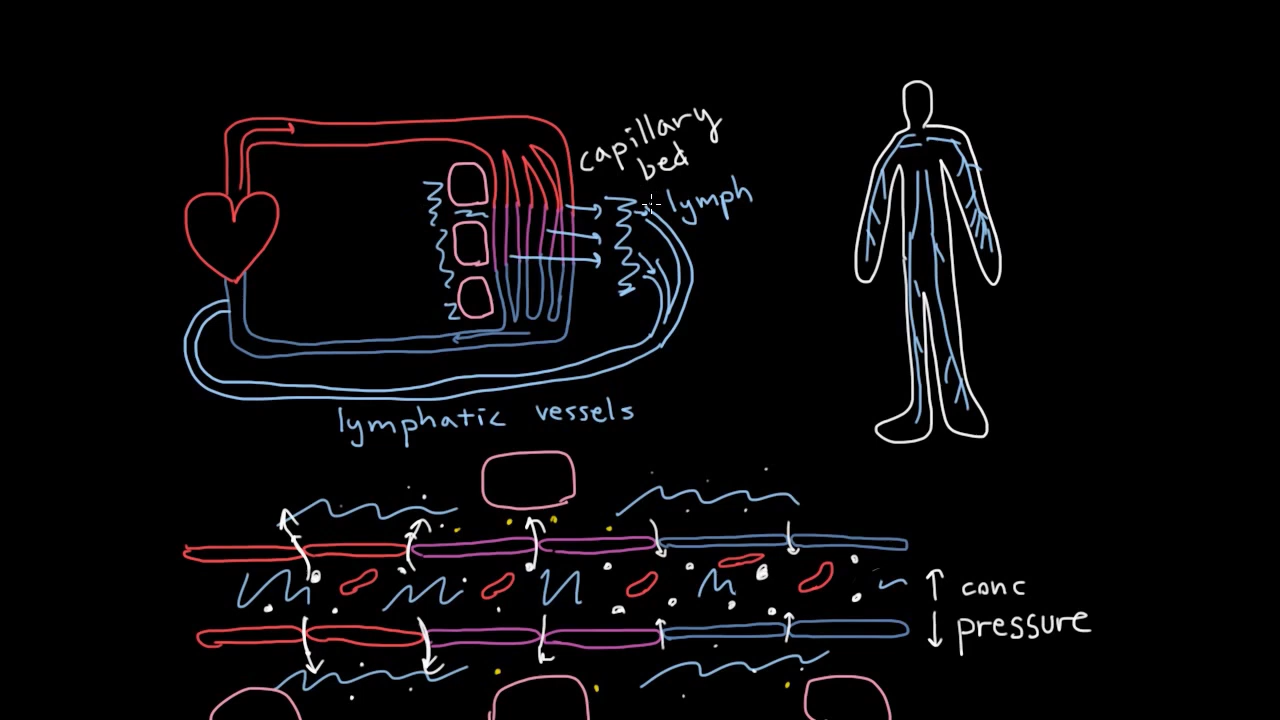 capillary
bed
lymph
lymphatic vessels
↑ conc
↓ pressure